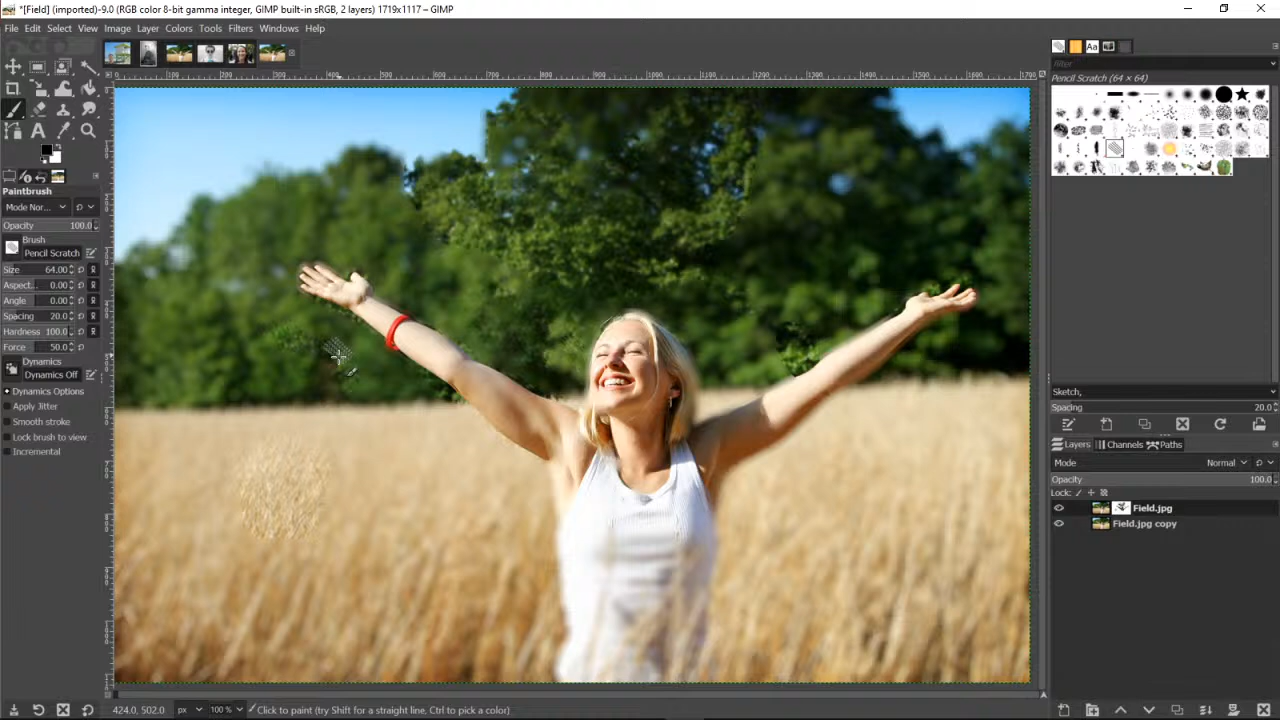 *[Field] (imported)-9.0 (RGB color 8-bit gamma integer, GIMP built-in sRGB, 2 layers) 1719x1117 – GIMP
File Edit Select View Image Layer Colors Tools Filters Windows Help
Paintbrush
Mode Nor...
Opacity 100.0
Brush
Pencil Scratch
Size 64.00
Aspect... 0.00
Angle 0.00
Spacing 20.0
Hardness 100.0
Force 50.0
Dynamics
Dynamics Off
Dynamics Options
Apply Jitter
Smooth stroke
Lock brush to view
Incremental
filter
Pencil Scratch (64 × 64)
Sketch,
Spacing 20.0
Layers Channels Paths
Mode Normal
Opacity 100.0
Lock:
Field.jpg
Field.jpg copy
424.0, 502.0 px 100 % Click to paint (try Shift for a straight line, Ctrl to pick a color)